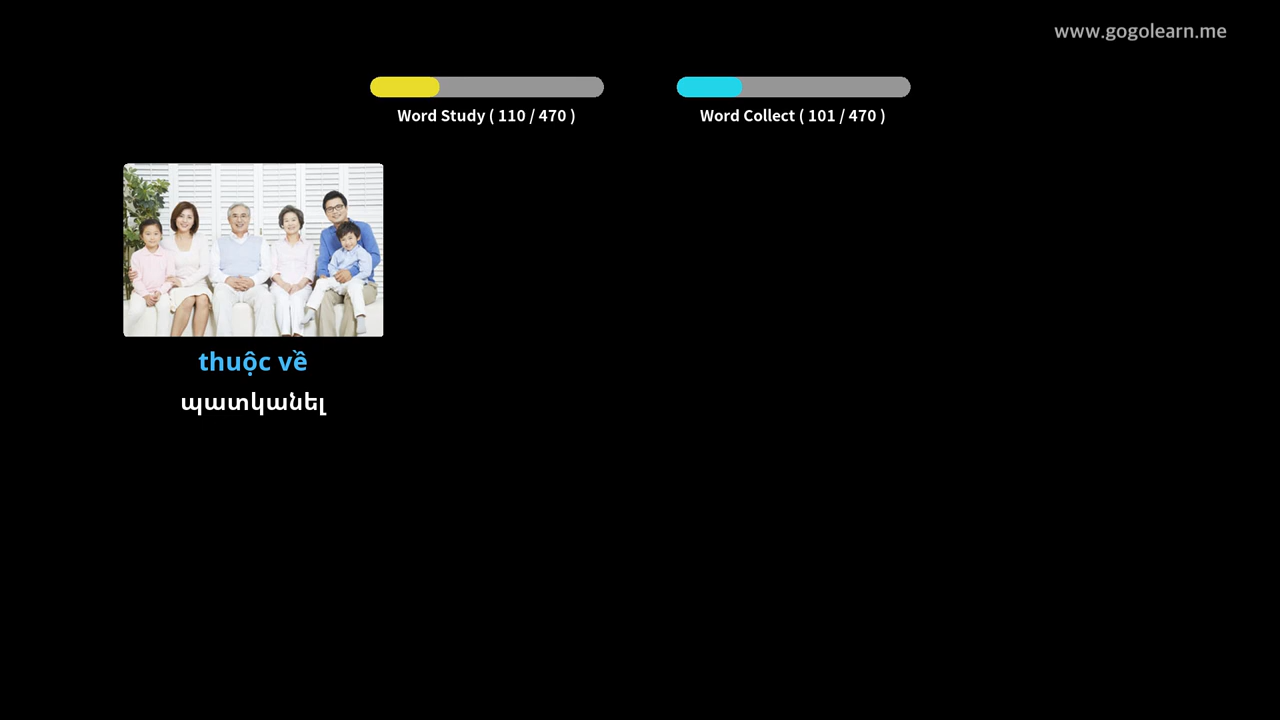 www.gogolearn.me
Word Study ( 110 / 470 )
Word Collect ( 101 / 470 )
thuộc về
պատկանել